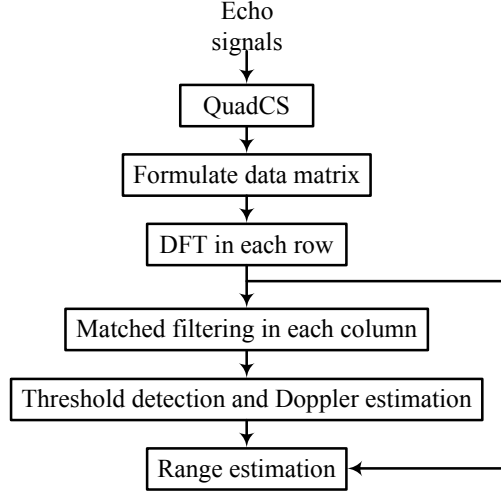 Echo
signals
QuadCS
Formulate data matrix
DFT in each row
Matched filtering in each column
Threshold detection and Doppler estimation
Range estimation